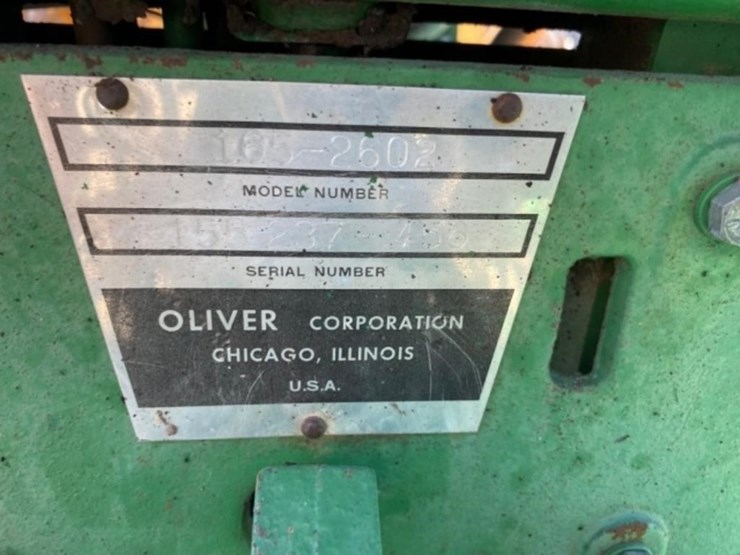 165-2602
MODEL NUMBER
SERIAL NUMBER
OLIVER CORPORATION
CHICAGO, ILLINOIS
U.S.A.